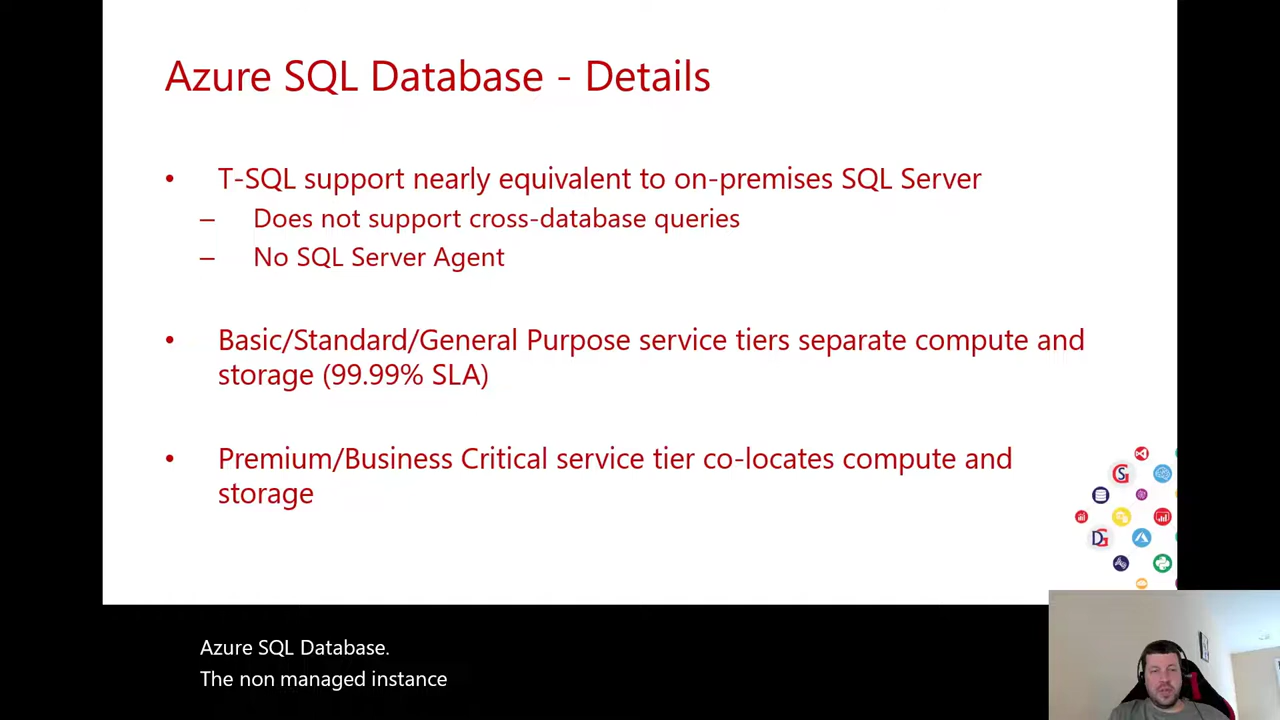 Azure SQL Database - Details
• T-SQL support nearly equivalent to on-premises SQL Server
– Does not support cross-database queries
– No SQL Server Agent
• Basic/Standard/General Purpose service tiers separate compute and
storage (99.99% SLA)
• Premium/Business Critical service tier co-locates compute and
storage
GS
DG
Azure SQL Database.
The non managed instance